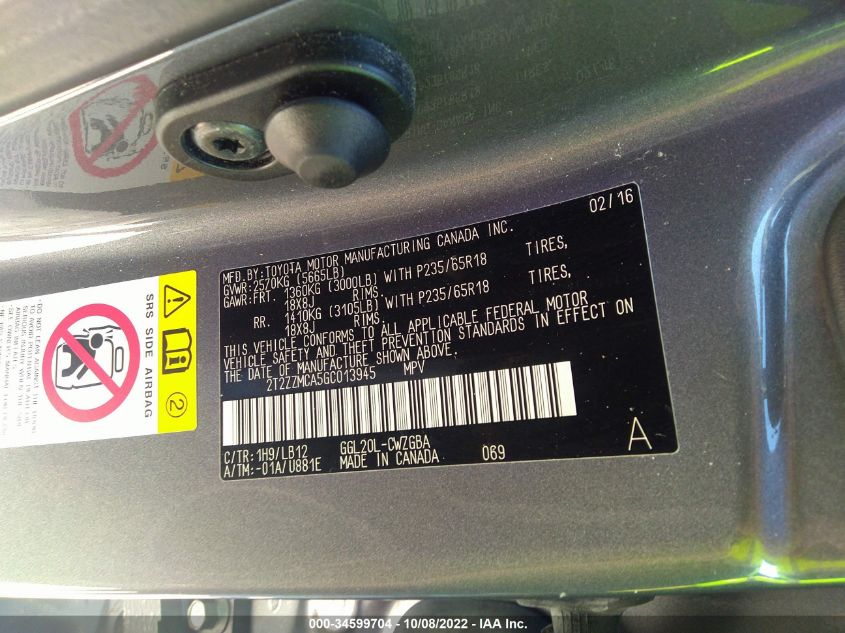 MFD.BY:TOYOTA MOTOR MANUFACTURING CANADA INC. 02/16
GVWR:2570KG (5665LB)
GAWR:FRT. 1360KG (3000LB) WITH P235/65R18 TIRES,
18X8J RIMS
RR. 1410KG (3105LB) WITH P235/65R18 TIRES,
18X8J RIMS
THIS VEHICLE CONFORMS TO ALL APPLICABLE FEDERAL MOTOR
VEHICLE SAFETY AND THEFT PREVENTION STANDARDS IN EFFECT ON
THE DATE OF MANUFACTURE SHOWN ABOVE.
2T2ZZMCA5GC013945 MPV
C/TR:1H9/LB12 GGL20L-CWZGBA
A/TM:-01A/U881E MADE IN CANADA 069 A
SRS SIDE AIRBAG 2
DO NOT LEAN AGAINST
000-34599704 - 10/08/2022 - IAA Inc.